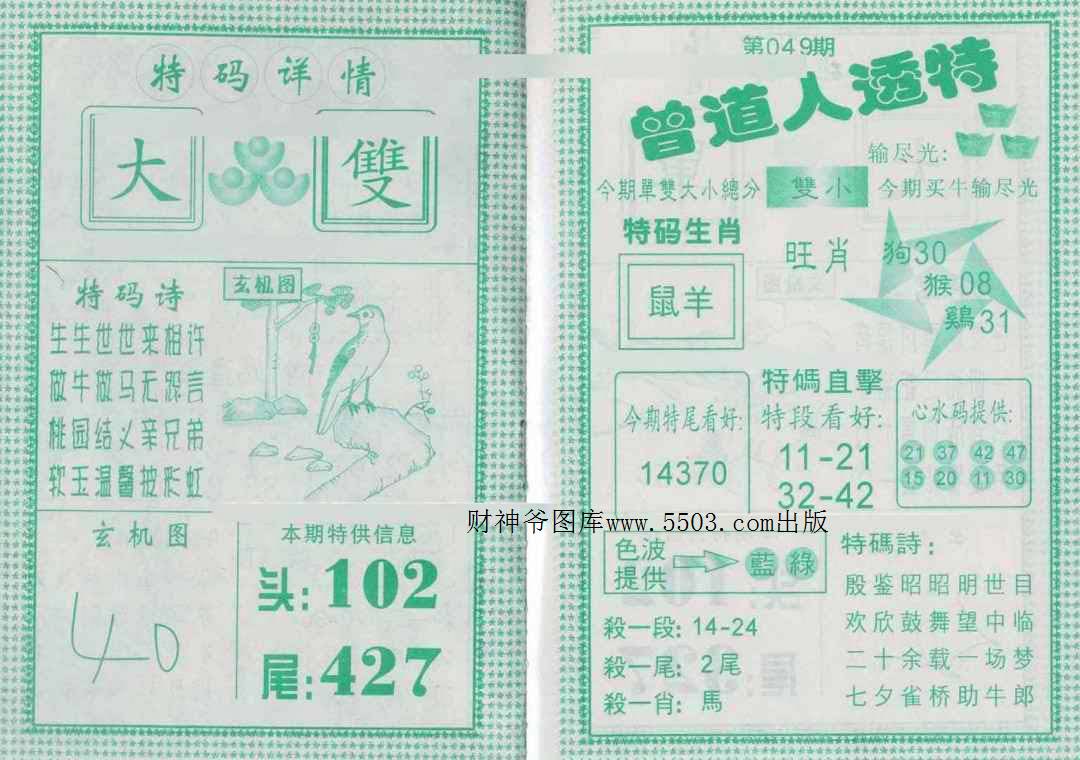 特码详情
大
雙
特码诗
生生世世来相许
做牛做马无怨言
桃园结义亲兄弟
软玉温馨披彩虹
玄机图
玄机图
40
本期特供信息
头:102
尾:427
第049期
曾道人透特
输尽光:
今期單雙大小總分
雙小
今期买牛输尽光
特码生肖
鼠羊
旺肖
狗30
猴08
鷄31
今期特尾看好:
14370
特碼直擊
特段看好:
11-21
32-42
心水码提供:
21 37 42 47
15 20 11 30
财神爷图库www.5503.com出版
色波
提供
藍 綠
殺一段: 14-24
殺一尾: 2尾
殺一肖: 馬
特碼詩:
殷鉴昭昭明世目
欢欣鼓舞望中临
二十余载一场梦
七夕雀桥助牛郎